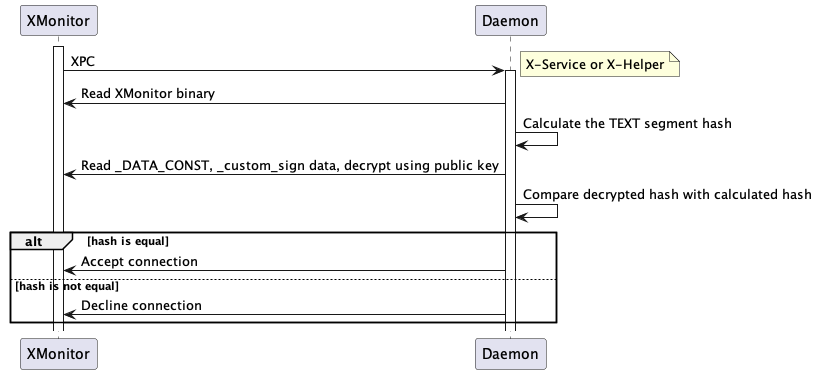 XMonitor
Daemon
XPC
X-Service or X-Helper
Read XMonitor binary
Calculate the TEXT segment hash
Read _DATA_CONST, _custom_sign data, decrypt using public key
Compare decrypted hash with calculated hash
alt [hash is equal]
Accept connection
[hash is not equal]
Decline connection
XMonitor
Daemon